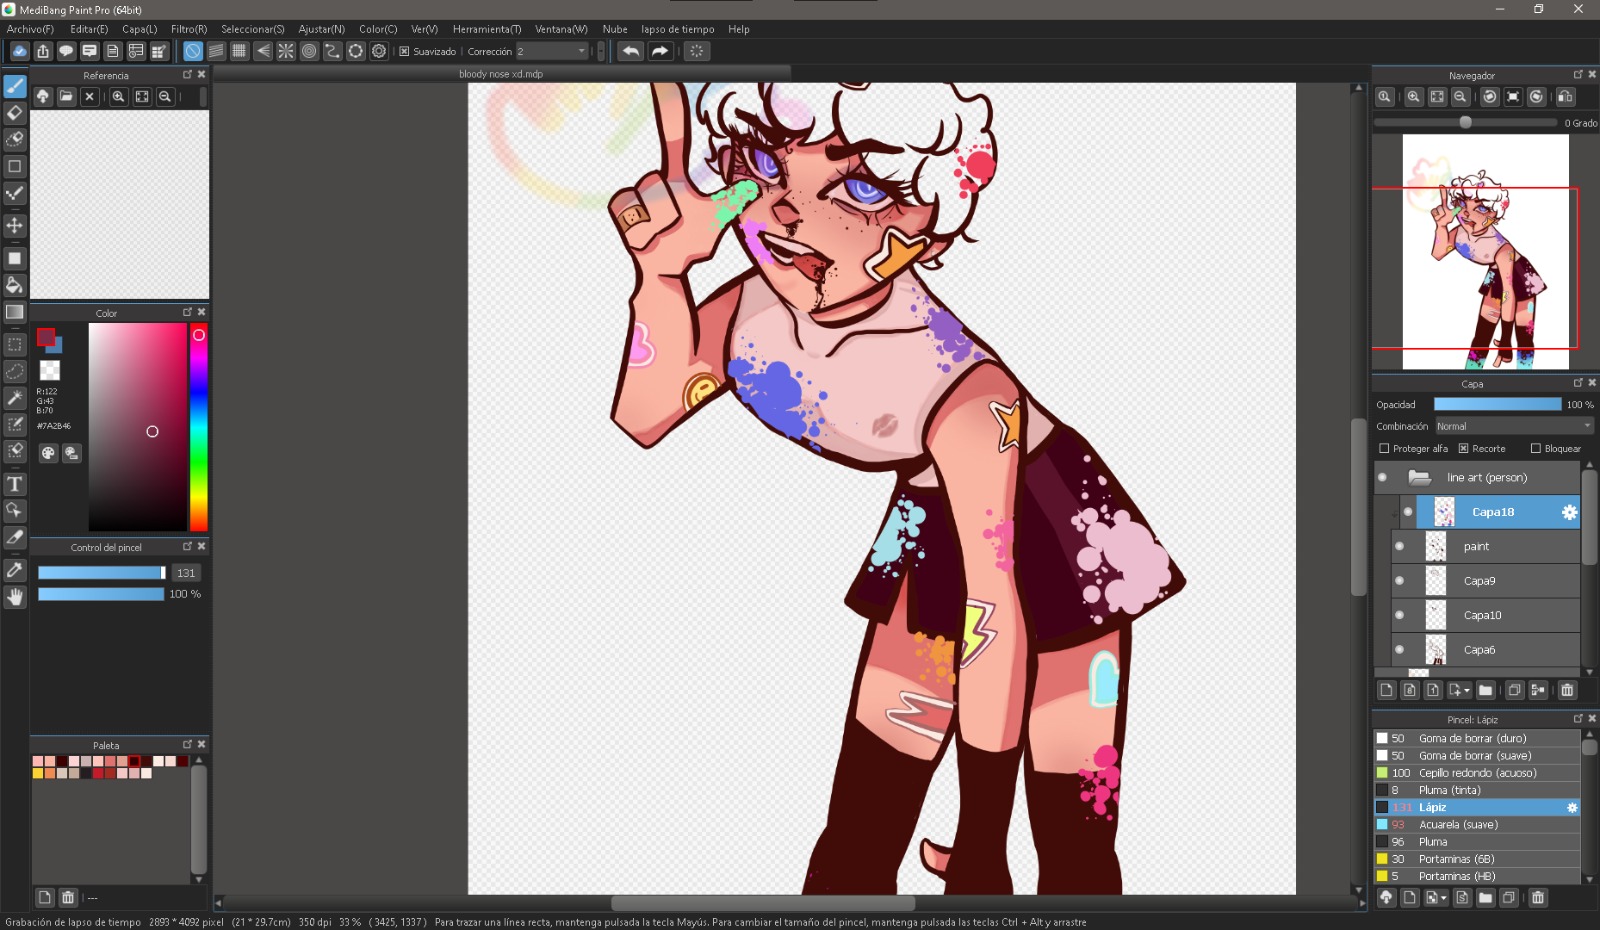 MediBang Paint Pro (64bit)
Archivo(F) Editar(E) Capa(L) Filtro(R) Seleccionar(S) Ajustar(N) Color(C) Ver(V) Herramienta(T) Ventana(W) Nube lapso de tiempo Help
Suavizado Corrección 2
Referencia
bloody nose xd.mdp
Navegador
0 Grado
Color
R:122
G:43
B:70
#7A2B46
Capa
Opacidad 100 %
Combinación Normal
Proteger alfa Recorte Bloquear
line art (person)
Capa18
paint
Capa9
Capa10
Capa6
Control del pincel
131
100 %
Paleta
---
Pincel: Lápiz
50 Goma de borrar (duro)
50 Goma de borrar (suave)
100 Cepillo redondo (acuoso)
8 Pluma (tinta)
131 Lápiz
93 Acuarela (suave)
96 Pluma
30 Portaminas (6B)
5 Portaminas (HB)
Grabación de lapso de tiempo 2893 * 4092 pixel (21 * 29.7cm) 350 dpi 33 % ( 3425, 1337 ) Para trazar una línea recta, mantenga pulsada la tecla Mayús. Para cambiar el tamaño del pincel, mantenga pulsada las teclas Ctrl + Alt y arrastre